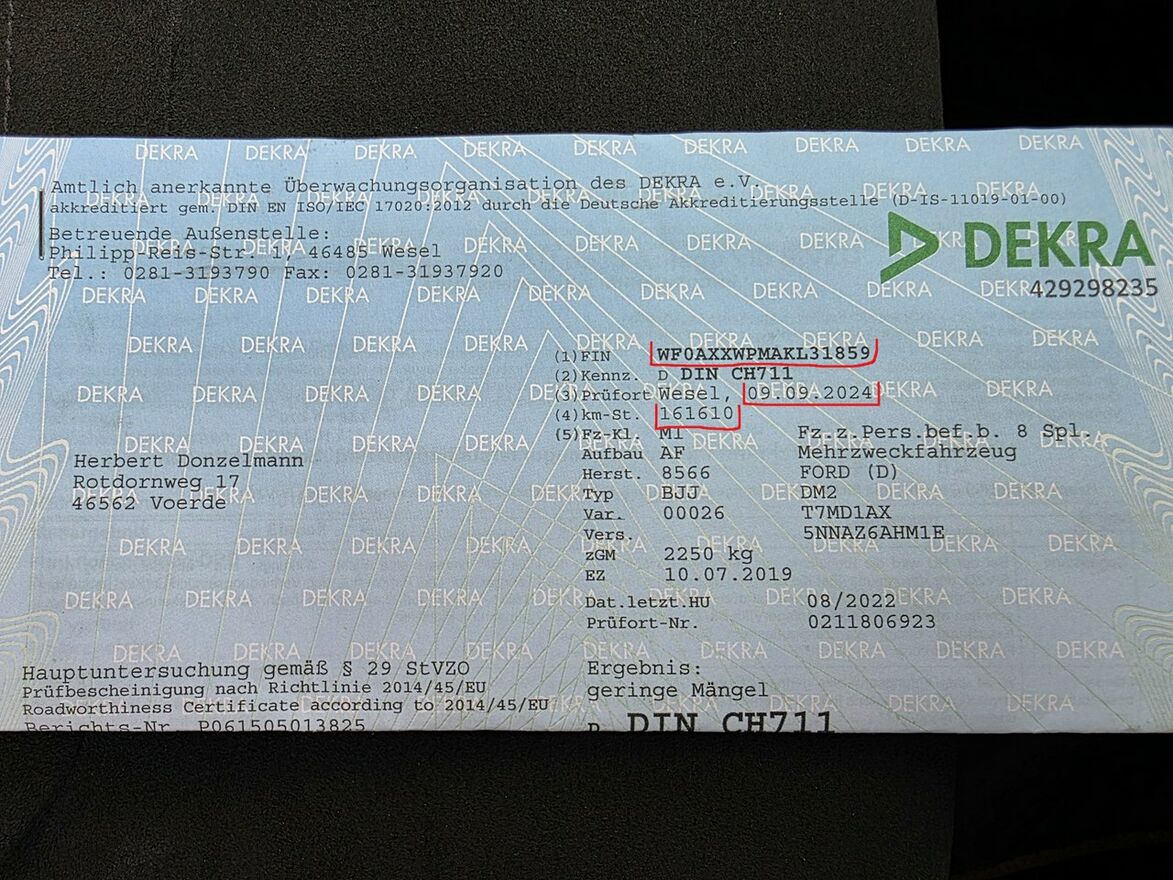 Amtlich anerkannte Überwachungsorganisation des DEKRA e.V.
akkreditiert gem. DIN EN ISO/IEC 17020:2012 durch die Deutsche Akkreditierungsstelle (D-IS-11019-01-00)
Betreuende Außenstelle:
Philipp-Reis-Str. 1, 46485 Wesel
Tel.: 0281-3193790 Fax: 0281-31937920
DEKRA
429298235
(1) FIN WF0AXXWPMAKL31859
(2) Kennz. D DIN CH711
(3) Prüfort Wesel, 09.09.2024
(4) km-St. 161610
(5) Fz-Kl. M1 Fz.z.Pers.bef.b. 8 Spl.
Aufbau AF Mehrzweckfahrzeug
Herst. 8566 FORD (D)
Typ BJJ DM2
Var. 00026 T7MD1AX
Vers. 5NNAZ6AHM1E
zGM 2250 kg
EZ 10.07.2019
Dat.letzt.HU 08/2022
Prüfort-Nr. 0211806923
Herbert Donzelmann
Rotdornweg 17
46562 Voerde
Hauptuntersuchung gemäß § 29 StVZO
Prüfbescheinigung nach Richtlinie 2014/45/EU
Roadworthiness Certificate according to 2014/45/EU
Berichts-Nr. P061505013825
Ergebnis:
geringe Mängel
D DIN CH711